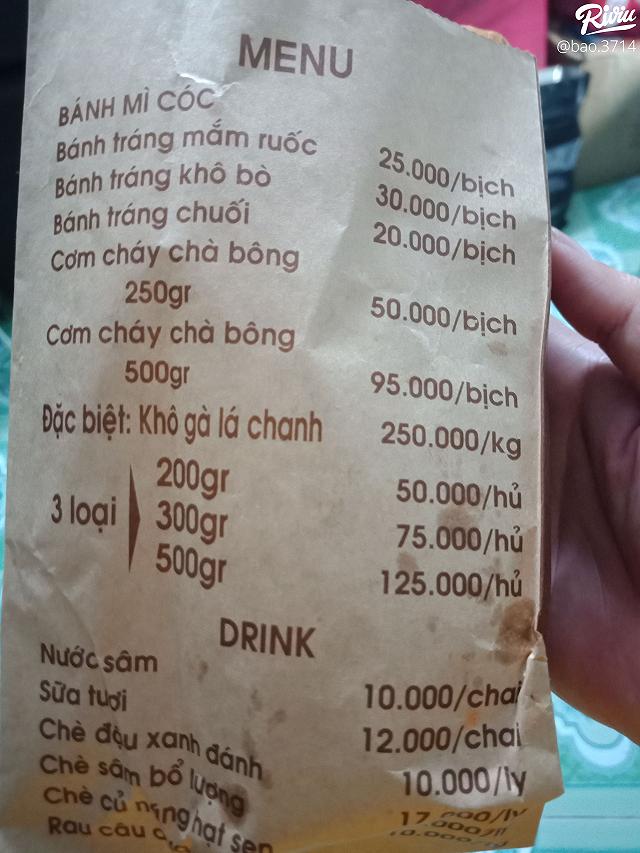 Riviu
@bao.3714
MENU
BÁNH MÌ CÓC
Bánh tráng mắm ruốc 25.000/bịch
Bánh tráng khô bò 30.000/bịch
Bánh tráng chuối 20.000/bịch
Cơm cháy chà bông
250gr 50.000/bịch
Cơm cháy chà bông
500gr 95.000/bịch
Đặc biệt: Khô gà lá chanh 250.000/kg
3 loại
200gr 50.000/hủ
300gr 75.000/hủ
500gr 125.000/hủ
DRINK
Nước sâm 10.000/chai
Sữa tươi 12.000/chai
Chè đậu xanh đánh 10.000/ly
Chè sâm bổ lượng 17.000/ly
Chè củ năng hạt sen
Rau câu